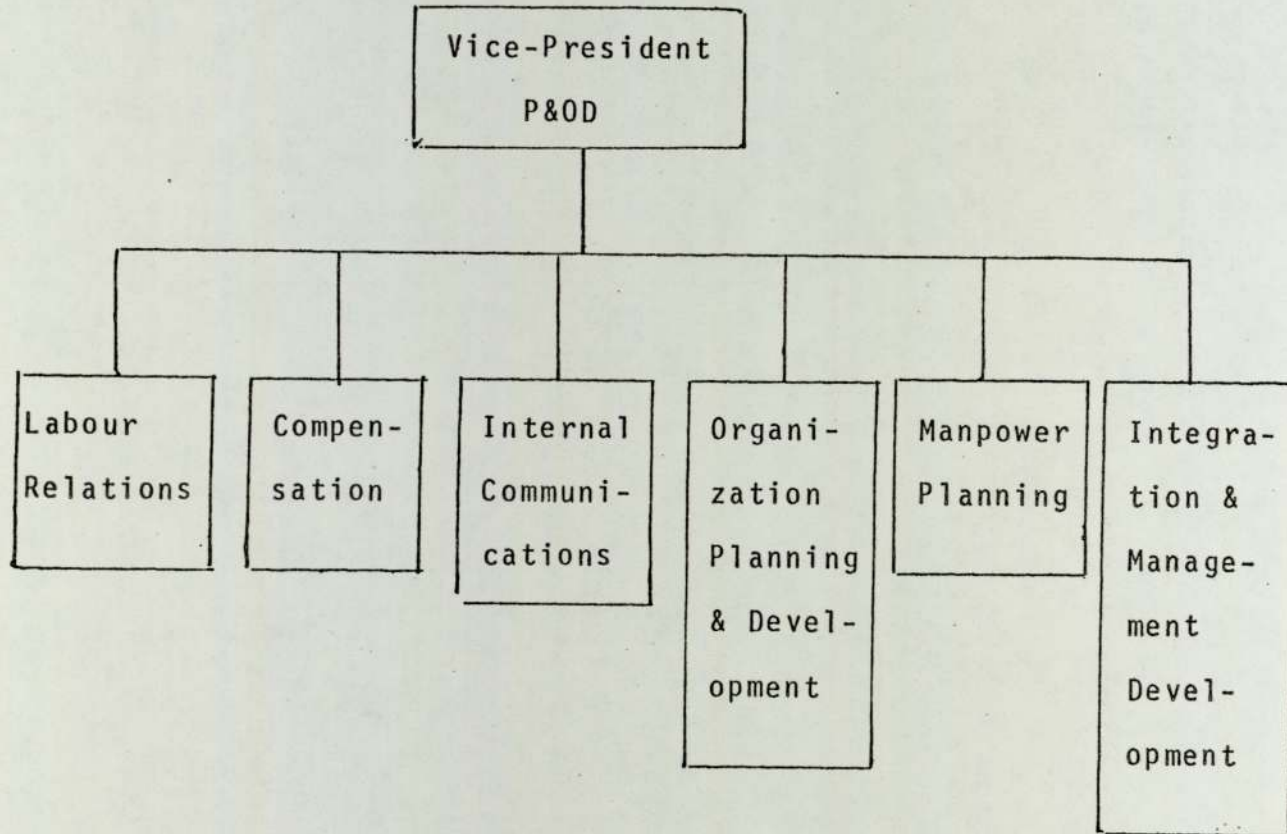 Vice-President
P&OD
Labour
Relations
Compen-
sation
Internal
Communi-
cations
Organi-
zation
Planning
& Devel-
opment
Manpower
Planning
Integra-
tion &
Manage-
ment
Devel-
opment